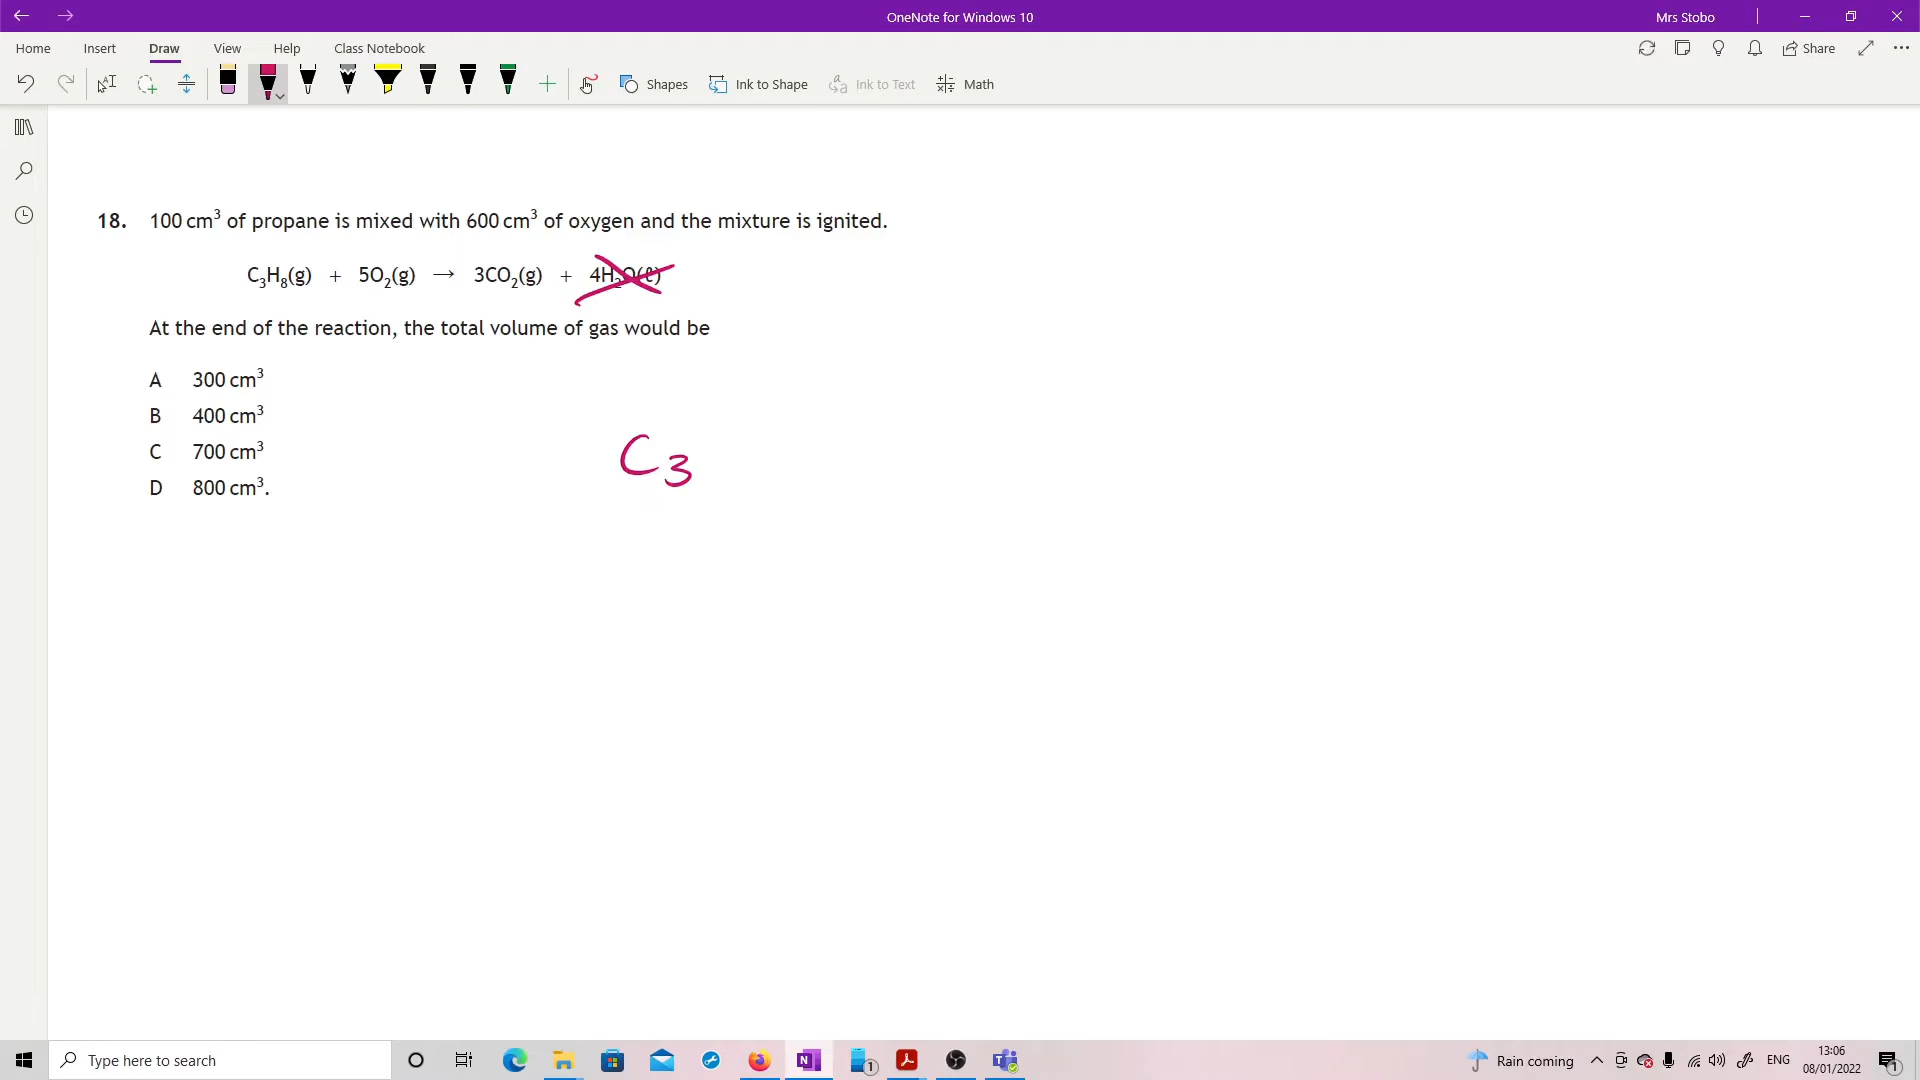 OneNote for Windows 10
Mrs Stobo
Home Insert Draw View Help Class Notebook
Share
Shapes Ink to Shape Ink to Text Math
18. 100 cm³ of propane is mixed with 600 cm³ of oxygen and the mixture is ignited.
C₃H₈(g) + 5O₂(g) → 3CO₂(g) + 4H₂O(ℓ)
At the end of the reaction, the total volume of gas would be
A 300 cm³
B 400 cm³
C 700 cm³
D 800 cm³.
C₃
Type here to search
1
Rain coming
ENG
13:06
08/01/2022
1